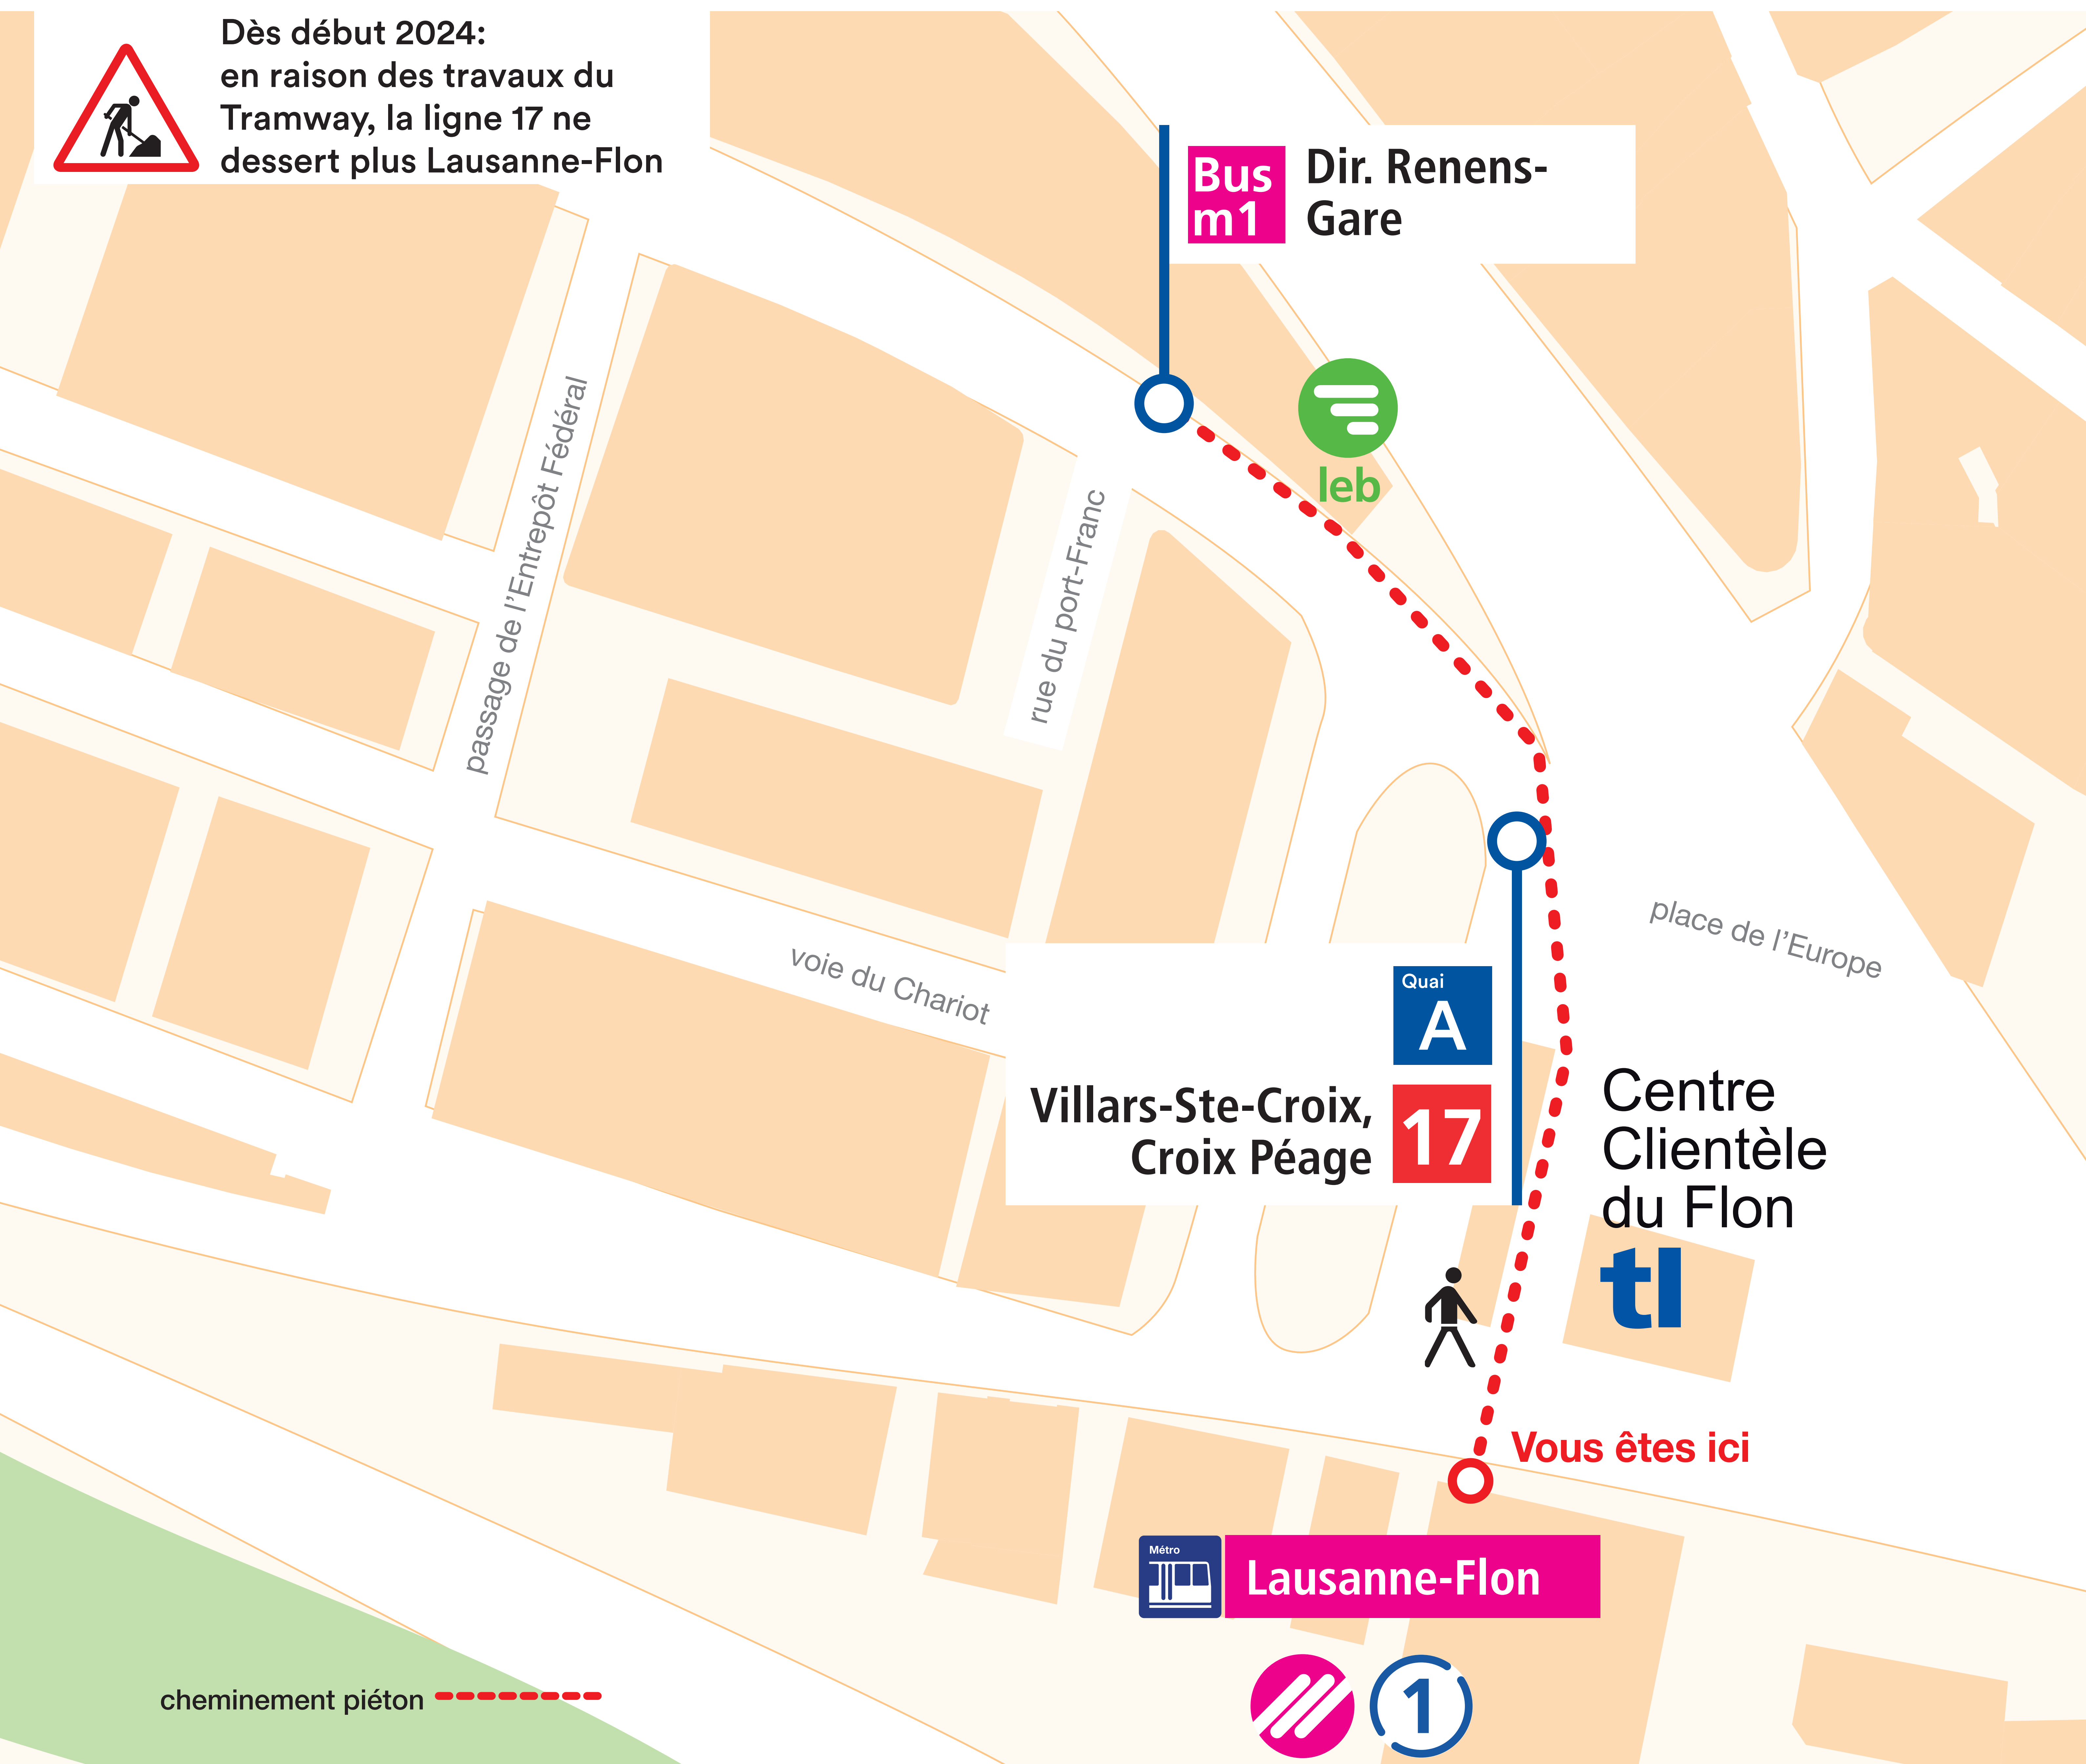 Dès début 2024:
en raison des travaux du
Tramway, la ligne 17 ne
dessert plus Lausanne-Flon
Bus
m1
Dir. Renens-
Gare
leb
passage de l'Entrepôt Fédéral
rue du port-Franc
voie du Chariot
place de l'Europe
Quai
A
Villars-Ste-Croix,
Croix Péage
17
Centre
Clientèle
du Flon
tl
Vous êtes ici
Métro
Lausanne-Flon
1
cheminement piéton